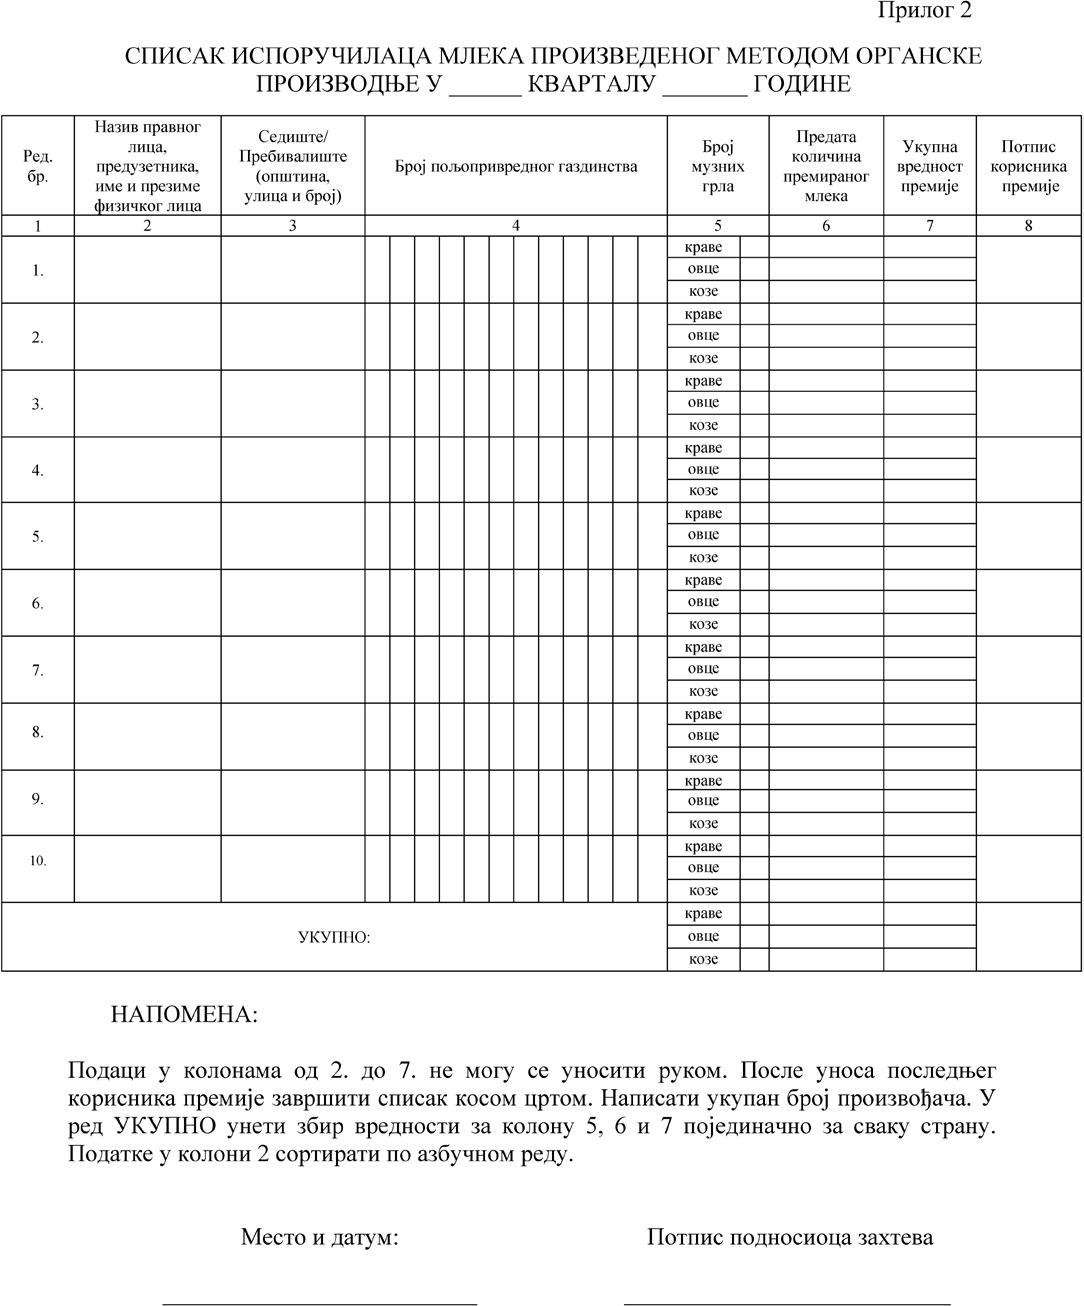 Прилог 2
СПИСАК ИСПОРУЧИЛАЦА МЛЕКА ПРОИЗВЕДЕНОГ МЕТОДОМ ОРГАНСКЕ
ПРОИЗВОДЊЕ У ______ КВАРТАЛУ _______ ГОДИНЕ
Ред.
бр.
Назив правног
лица,
предузетника,
име и презиме
физичког лица
Седиште/
Пребивалиште
(општина,
улица и број)
Број пољопривредног газдинства
Број
музних
грла
Предата
количина
премираног
млека
Укупна
вредност
премије
Потпис
корисника
премије
1 2 3 4 5 6 7 8
1.
краве
овце
козе
2.
краве
овце
козе
3.
краве
овце
козе
4.
краве
овце
козе
5.
краве
овце
козе
6.
краве
овце
козе
7.
краве
овце
козе
8.
краве
овце
козе
9.
краве
овце
козе
10.
краве
овце
козе
УКУПНО:
краве
овце
козе
НАПОМЕНА:
Подаци у колонама од 2. до 7. не могу се уносити руком. После уноса последњег
корисника премије завршити списак косом цртом. Написати укупан број произвођача. У
ред УКУПНО унети збир вредности за колону 5, 6 и 7 појединачно за сваку страну.
Податке у колони 2 сортирати по азбучном реду.
Место и датум: Потпис подносиоца захтева